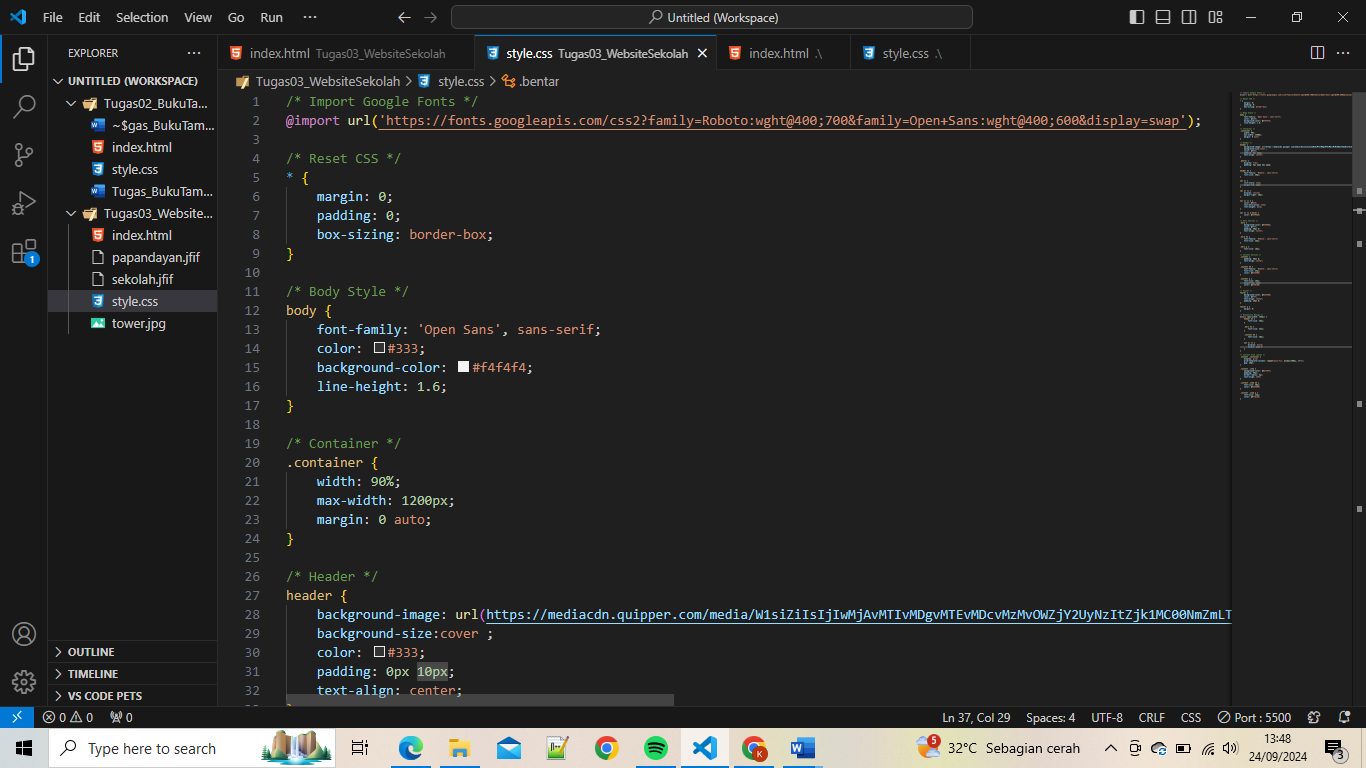 File Edit Selection View Go Run ··· Untitled (Workspace)
EXPLORER ···
UNTITLED (WORKSPACE)
Tugas02_BukuTa...
~$gas_BukuTam...
index.html
style.css
Tugas_BukuTam...
Tugas03_Website...
index.html
papandayan.jfif
sekolah.jfif
style.css
tower.jpg
OUTLINE
TIMELINE
VS CODE PETS
1
index.html Tugas03_WebsiteSekolah style.css Tugas03_WebsiteSekolah index.html .\ style.css .\
Tugas03_WebsiteSekolah > style.css > .bentar
1 /* Import Google Fonts */
2 @import url('https://fonts.googleapis.com/css2?family=Roboto:wght@400;700&family=Open+Sans:wght@400;600&display=swap');
3
4 /* Reset CSS */
5 * {
6 margin: 0;
7 padding: 0;
8 box-sizing: border-box;
9 }
10
11 /* Body Style */
12 body {
13 font-family: 'Open Sans', sans-serif;
14 color: #333;
15 background-color: #f4f4f4;
16 line-height: 1.6;
17 }
18
19 /* Container */
20 .container {
21 width: 90%;
22 max-width: 1200px;
23 margin: 0 auto;
24 }
25
26 /* Header */
27 header {
28 background-image: url(https://mediacdn.quipper.com/media/W1siZiIsIjIwMjAvMTIvMDgvMTEvMDcvMzMvOWZjY2UyNzItZjk1MC00NmZmLT
29 background-size:cover ;
30 color: #333;
31 padding: 0px 10px;
32 text-align: center;
0 0 0 Ln 37, Col 29 Spaces: 4 UTF-8 CRLF CSS Port : 5500
Type here to search 5 32°C Sebagian cerah 13:48
24/09/2024 3